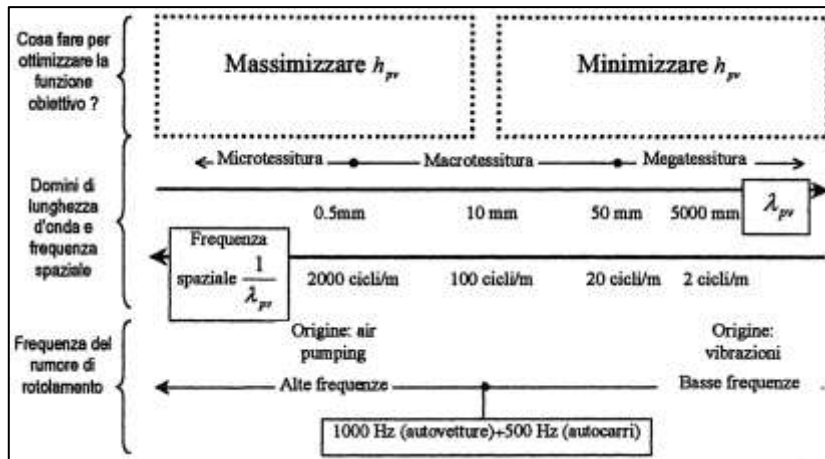 Cosa fare per
ottimizzare la
funzione
obiettivo ?
Massimizzare h_pv
Minimizzare h_pv
Microtessitura
Macrotessitura
Megatessitura
Domini di
lunghezza
d'onda e
frequenza
spaziale
0.5mm
10 mm
50 mm
5000 mm
λ_pv
Frequenza
spaziale 1/λ_pv
2000 cicli/m
100 cicli/m
20 cicli/m
2 cicli/m
Frequenza del
rumore di
rotolamento
Origine: air
pumping
Origine:
vibrazioni
Alte frequenze
Basse frequenze
1000 Hz (autovetture)+500 Hz (autocarri)